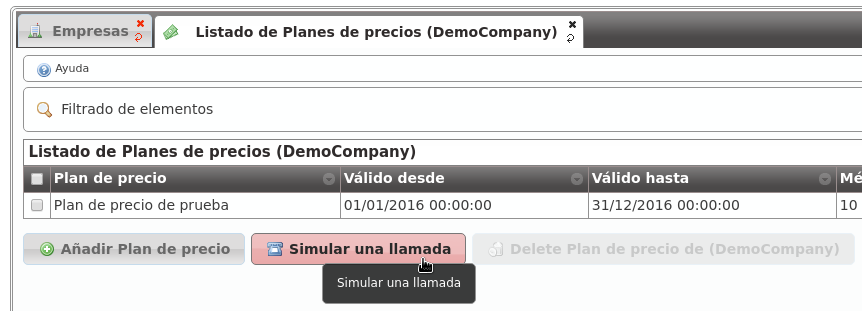 Empresas
Listado de Planes de precios (DemoCompany)
Ayuda
Filtrado de elementos
Listado de Planes de precios (DemoCompany)
Plan de precio Válido desde Válido hasta Mé
Plan de precio de prueba 01/01/2016 00:00:00 31/12/2016 00:00:00 10
Añadir Plan de precio Simular una llamada Delete Plan de precio de (DemoCompany)
Simular una llamada